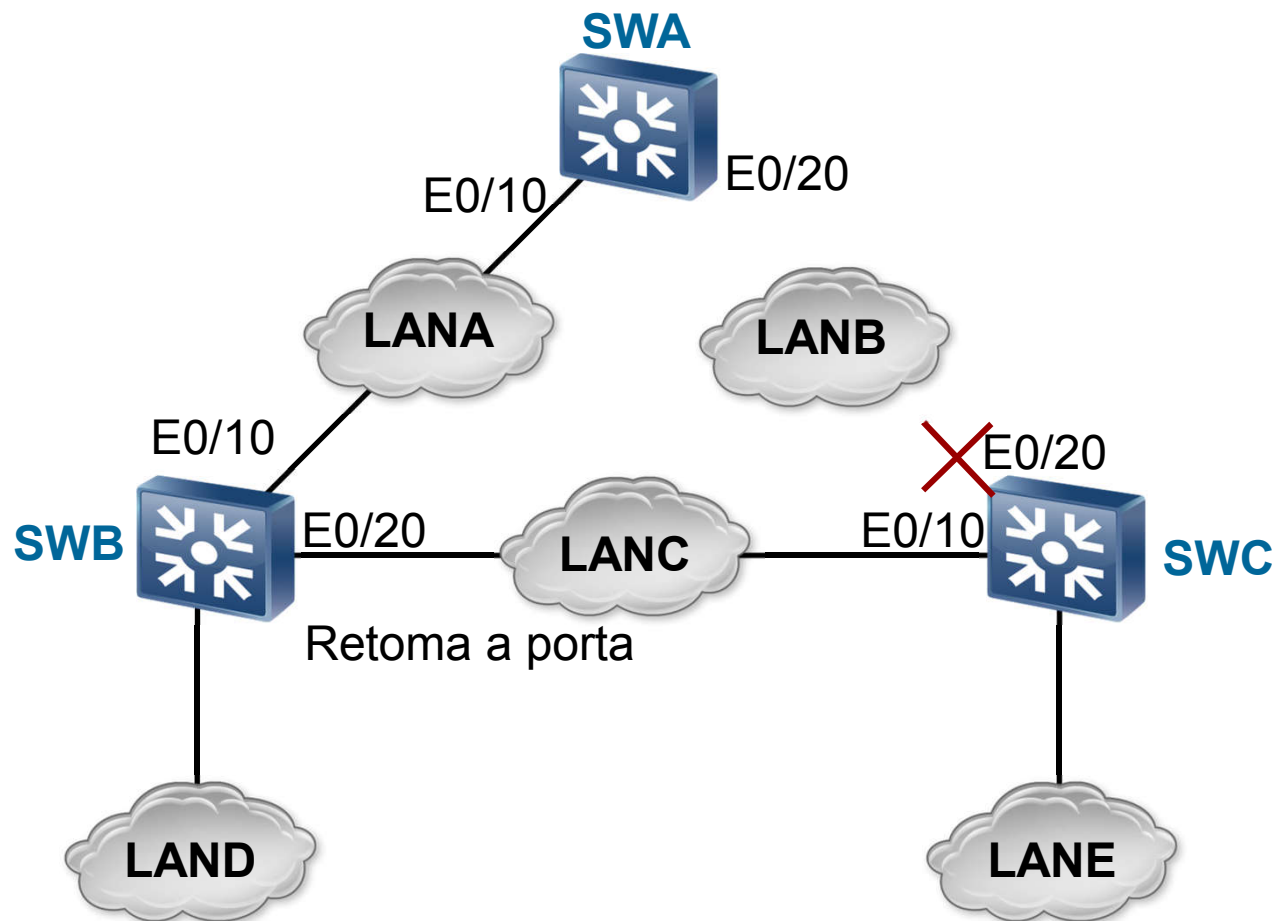 SWA
E0/10
E0/20
LANA
LANB
E0/10
E0/20
SWB
E0/20
LANC
E0/10
SWC
Retoma a porta
LAND
LANE